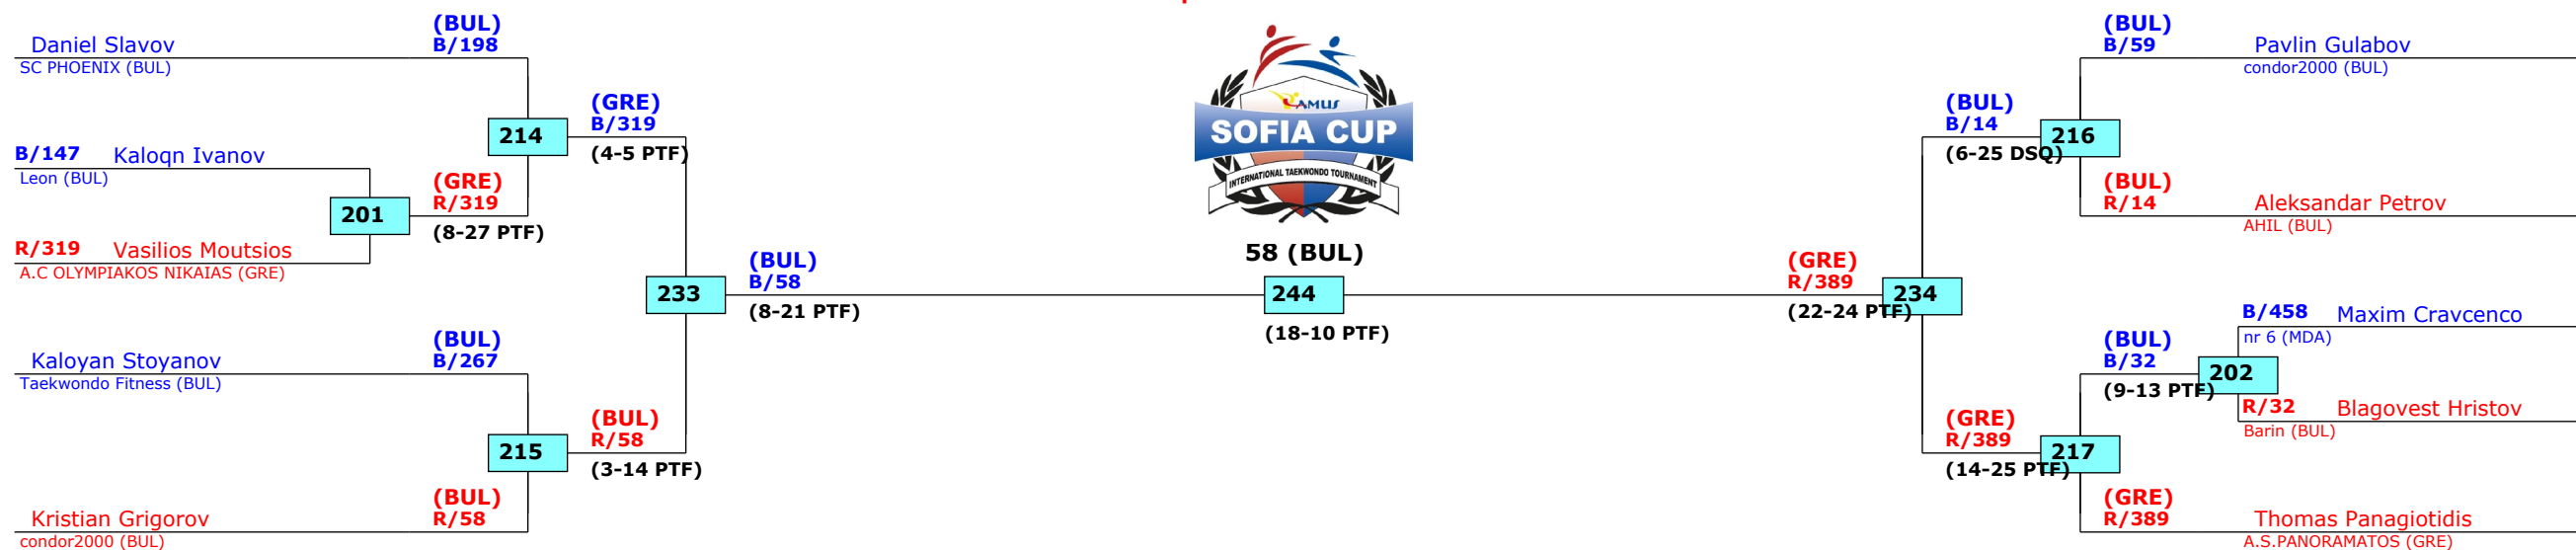 (BUL)
Daniel Slavov
B/198
SC PHOENIX (BUL)
(GRE)
B/319
214
(4-5 PTF)
B/147 Kaloqn Ivanov
Leon (BUL)
(GRE)
R/319
201
(8-27 PTF)
R/319 Vasilios Moutsios
A.C OLYMPIAKOS NIKAIAS (GRE)
(BUL)
B/58
233
(8-21 PTF)
(BUL)
Kaloyan Stoyanov
B/267
Taekwondo Fitness (BUL)
(BUL)
R/58
215
(3-14 PTF)
(BUL)
Kristian Grigorov
R/58
condor2000 (BUL)
CAMUS
SOFIA CUP
INTERNATIONAL TAEKWONDO TOURNAMENT
58 (BUL)
244
(18-10 PTF)
(BUL)
B/59
Pavlin Gulabov
condor2000 (BUL)
(BUL)
B/14
216
(6-25 DSQ)
(BUL)
R/14
Aleksandar Petrov
AHIL (BUL)
(GRE)
R/389
234
(22-24 PTF)
B/458 Maxim Cravcenco
nr 6 (MDA)
(BUL)
B/32
202
(9-13 PTF)
R/32 Blagovest Hristov
Barin (BUL)
(GRE)
R/389
217
(14-25 PTF)
(GRE)
R/389
Thomas Panagiotidis
A.S.PANORAMATOS (GRE)